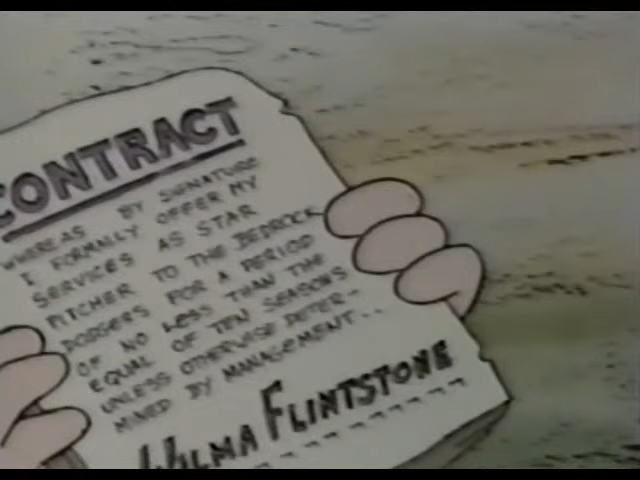 CONTRACT
WHEREAS BY SIGNATURE
I FORMALLY OFFER MY
SERVICES AS STAR
PITCHER TO THE BEDROCK
DODGERS FOR A PERIOD
OF NO LESS THAN THE
EQUAL OF TEN SEASONS
UNLESS OTHERWISE DETER-
MINED BY MANAGEMENT...
WILMA FLINTSTONE